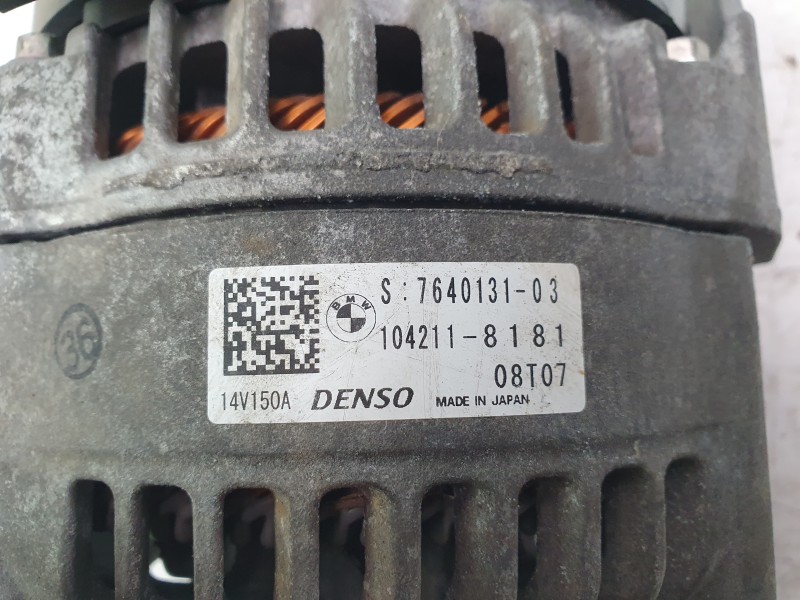 S:7640131-03
BMW
104211-8181
08T07
14V150A DENSO MADE IN JAPAN
36